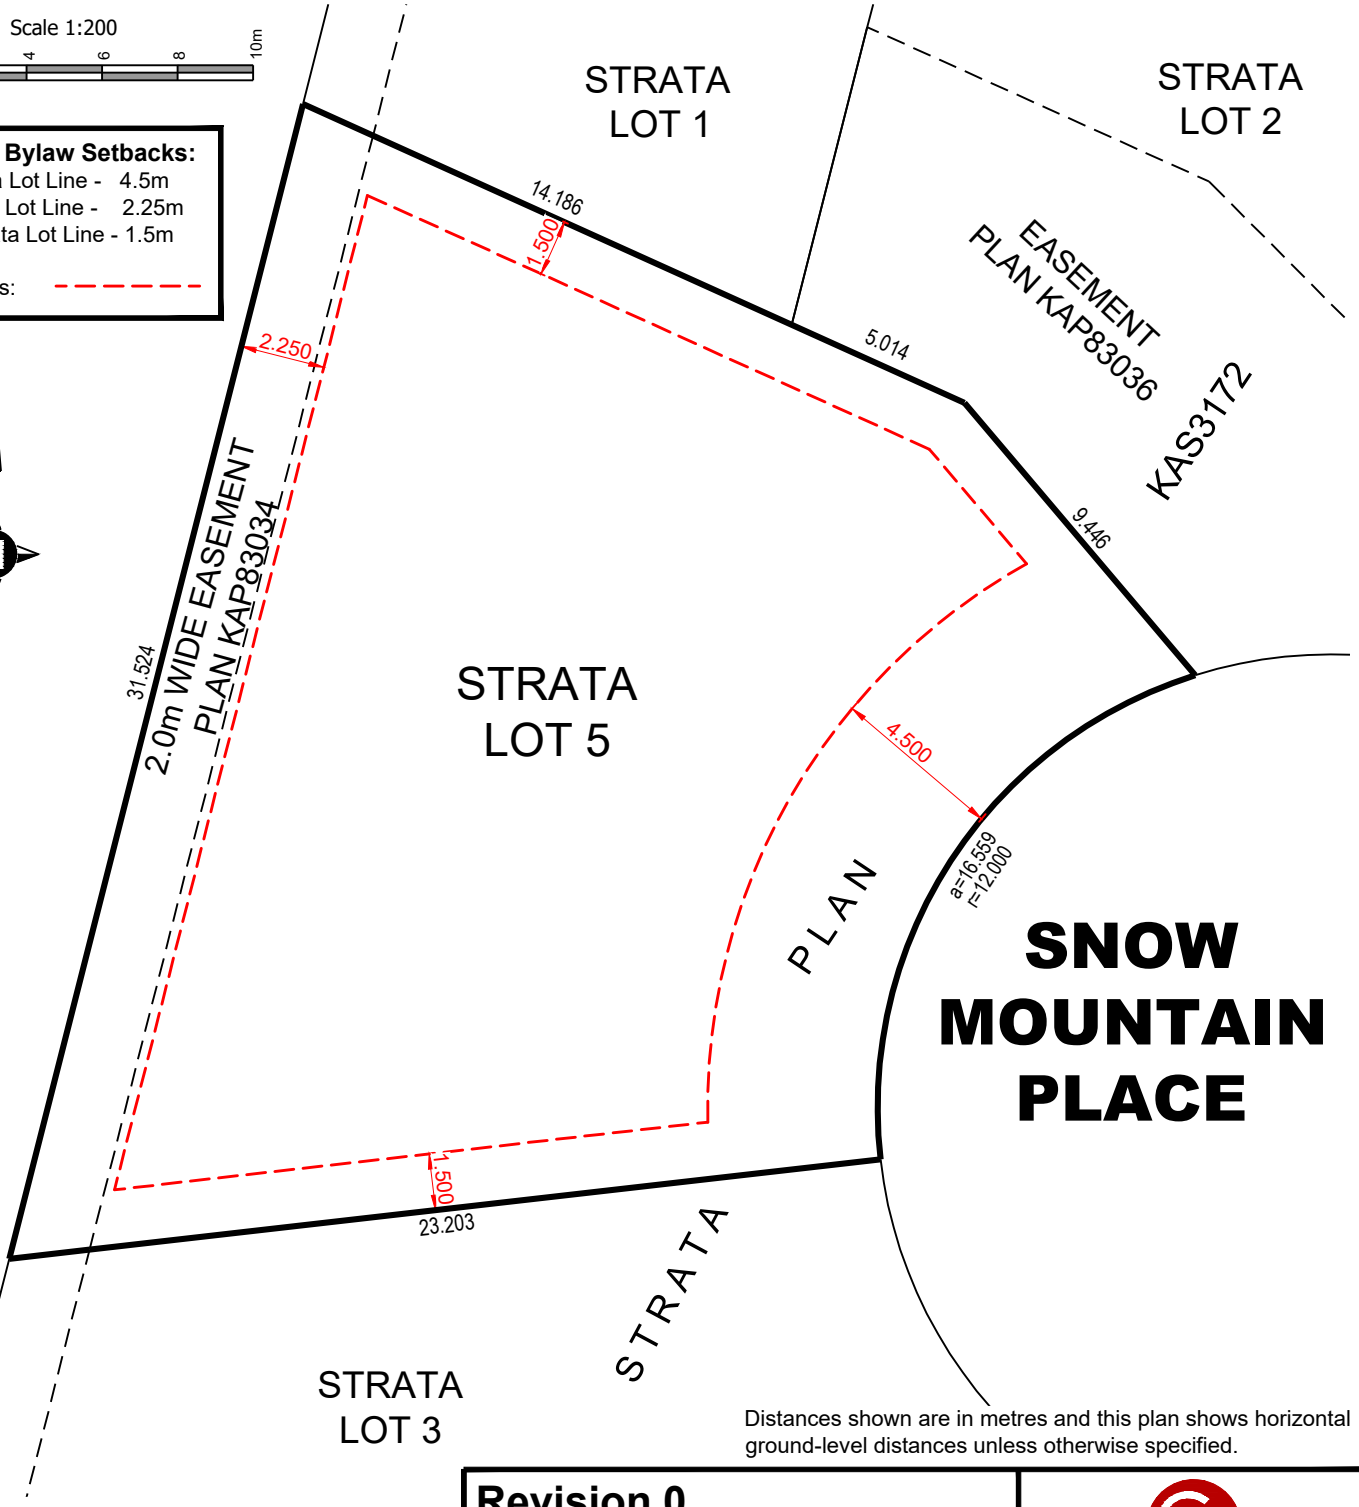 Scale 1:200
4 6 8 10m
Bylaw Setbacks:
Lot Line - 4.5m
Lot Line - 2.25m
Lot Line - 1.5m
STRATA
LOT 1
STRATA
LOT 2
14.186
1.500
5.014
EASEMENT
PLAN KAP83036
KAS3172
2.250
9.446
2.0m WIDE EASEMENT
PLAN KAP83034
31.524
STRATA
LOT 5
4.500
a=16.559
r=12.000
PLAN
SNOW
MOUNTAIN
PLACE
1.500
23.203
STRATA
STRATA
LOT 3
Distances shown are in metres and this plan shows horizontal
ground-level distances unless otherwise specified.
Revision 0